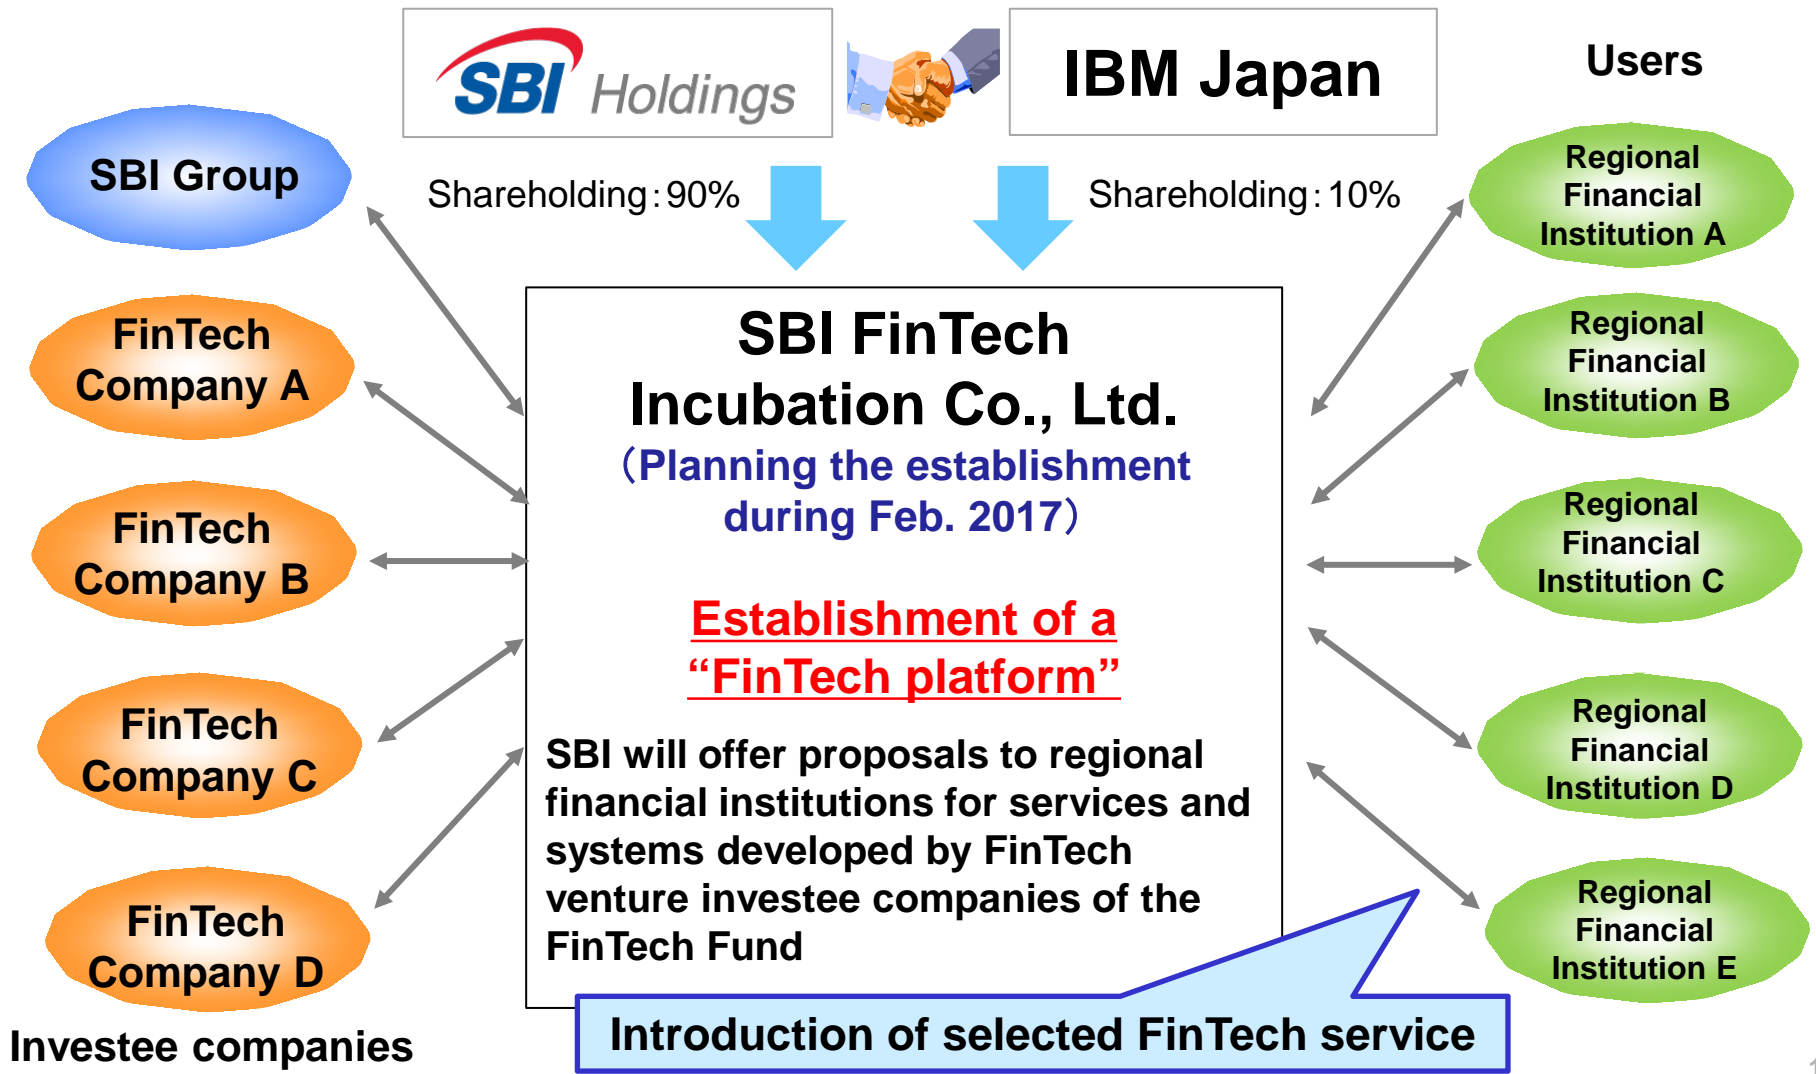 SBI Holdings
IBM Japan
Users
Shareholding:90%
Shareholding:10%
SBI Group
FinTech
Company A
FinTech
Company B
FinTech
Company C
FinTech
Company D
Investee companies
SBI FinTech
Incubation Co., Ltd.
（Planning the establishment
during Feb. 2017）
Establishment of a
“FinTech platform”
SBI will offer proposals to regional
financial institutions for services and
systems developed by FinTech
venture investee companies of the
FinTech Fund
Introduction of selected FinTech service
Regional
Financial
Institution A
Regional
Financial
Institution B
Regional
Financial
Institution C
Regional
Financial
Institution D
Regional
Financial
Institution E